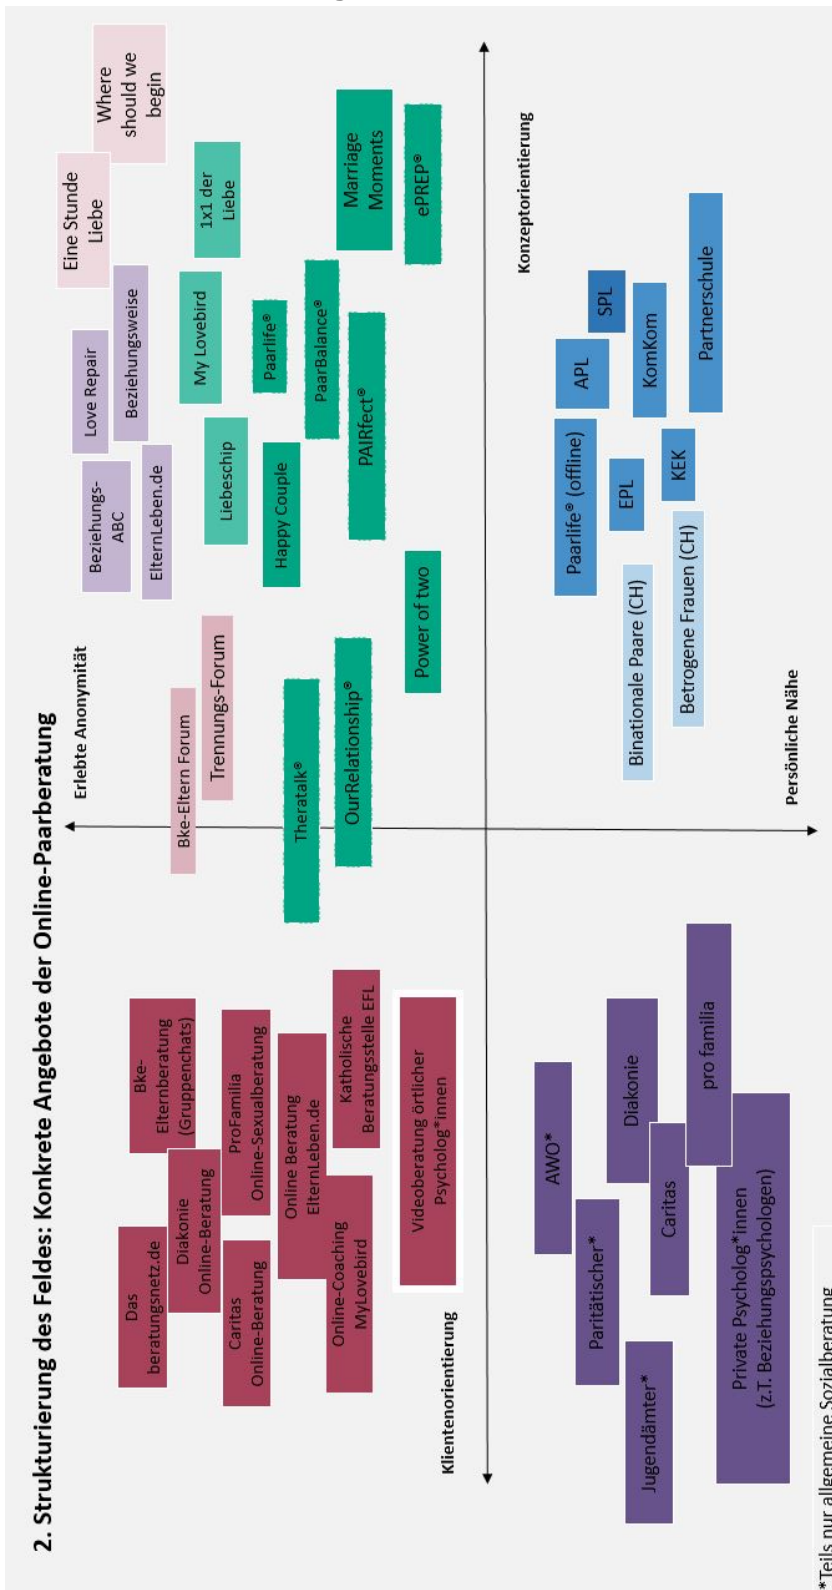 2. Strukturierung des Feldes: Konkrete Angebote der Online-Paarberatung
Erlebte Anonymität
Das
beratungsnetz.de
Bke-
Elternberatung
(Gruppenchats)
Diakonie
Online-Beratung
Caritas
Online-Beratung
ProFamilia
Online-Sexualberatung
Online Beratung
ElternLeben.de
Online-Coaching
MyLovebird
Katholische
Beratungsstelle EFL
Videoberatung örtlicher
Psycholog*innen
Bke-Eltern Forum
Trennungs-Forum
Theratalk®
OurRelationship®
Power of two
Beziehungs-
ABC
ElternLeben.de
Love Repair
Beziehungsweise
Eine Stunde
Liebe
Where
should we
begin
Liebeschip
My Lovebird
1x1 der
Liebe
Happy Couple
Paarlife®
PaarBalance®
PAIRfect®
Marriage
Moments
ePREP®
Klientenorientierung
Konzeptorientierung
AWO*
Paritätischer*
Diakonie
Jugendämter*
Caritas
pro familia
Private Psycholog*innen
(z.T. Beziehungspsychologen)
Paarlife® (offline)
APL
SPL
EPL
KomKom
KEK
Partnerschule
Binationale Paare (CH)
Betrogene Frauen (CH)
Persönliche Nähe
*Teils nur allgemeine Sozialberatung